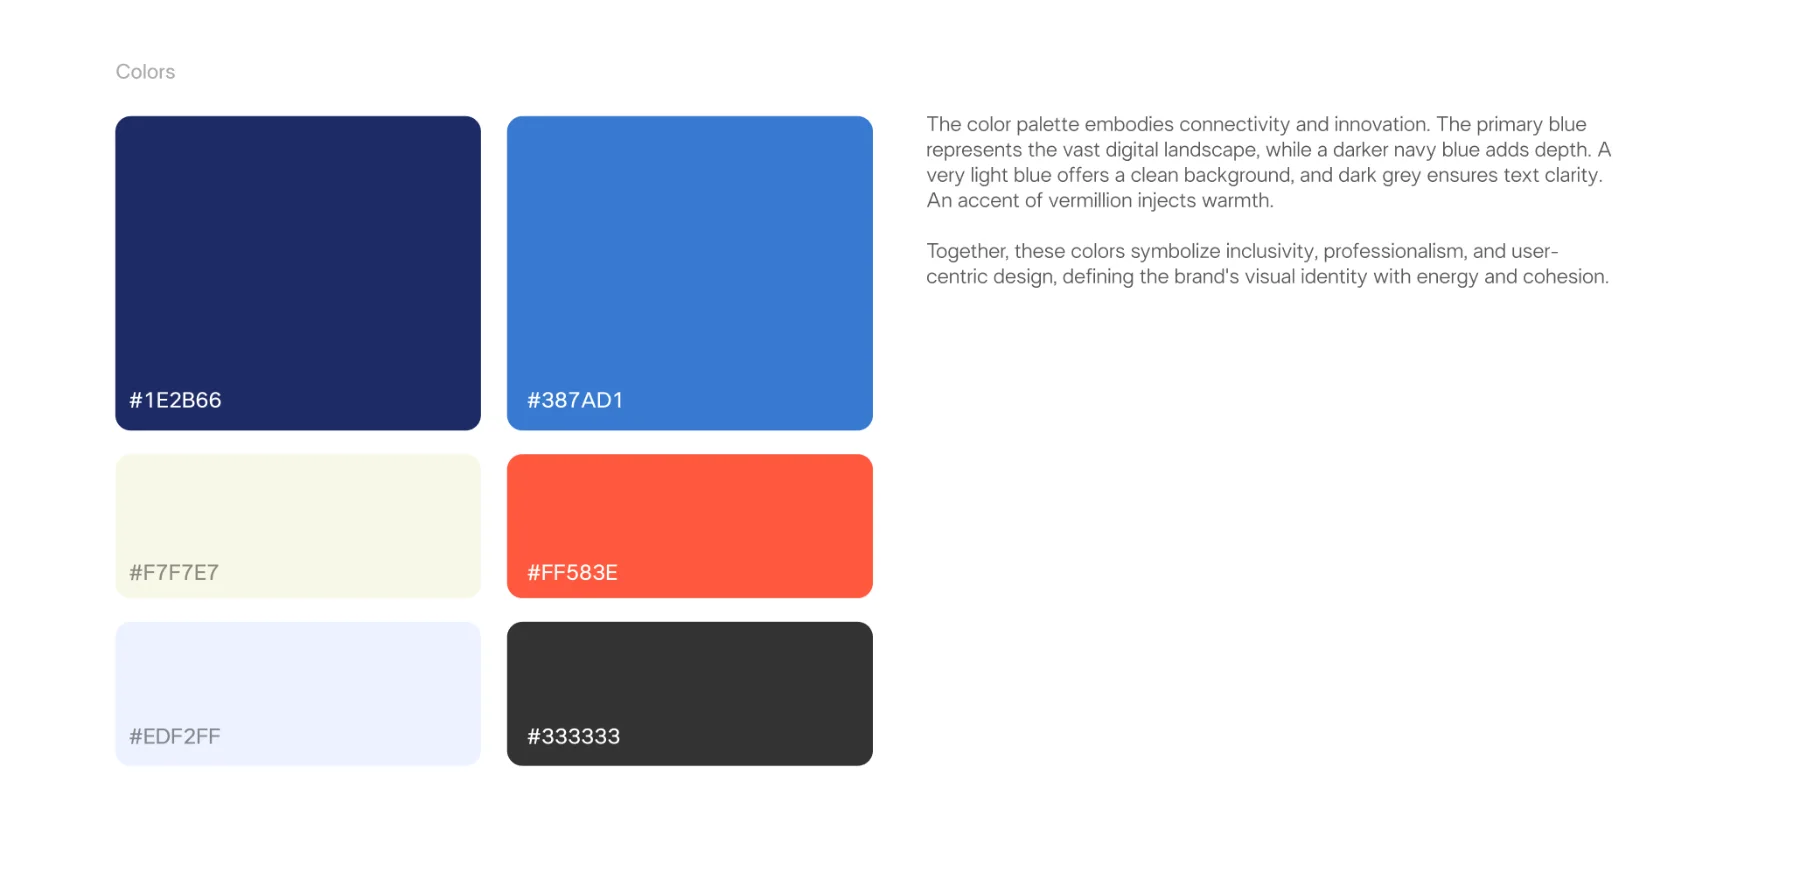 Colors
#1E2B66
#387AD1
The color palette embodies connectivity and innovation. The primary blue
represents the vast digital landscape, while a darker navy blue adds depth. A
very light blue offers a clean background, and dark grey ensures text clarity.
An accent of vermillion injects warmth.
Together, these colors symbolize inclusivity, professionalism, and user-
centric design, defining the brand's visual identity with energy and cohesion.
#F7F7E7
#FF583E
#EDF2FF
#333333